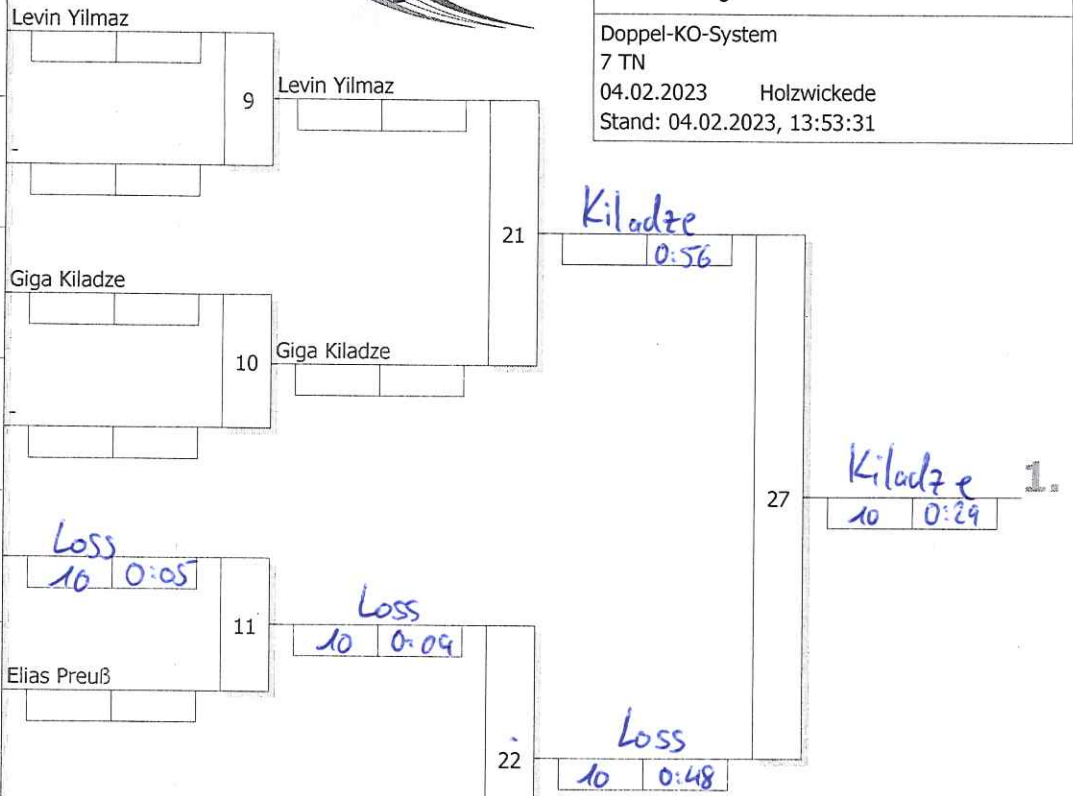 Levin Yilmaz
9
Levin Yilmaz
-
Doppel-KO-System
7 TN
04.02.2023 Holzwickede
Stand: 04.02.2023, 13:53:31
Kiladze
0:56
21
Giga Kiladze
10
Giga Kiladze
-
Kiladze
1.
10 0:29
27
Loss
10 0:05
11
Loss
10 0:09
Elias Preuß
22
Loss
10 0:48